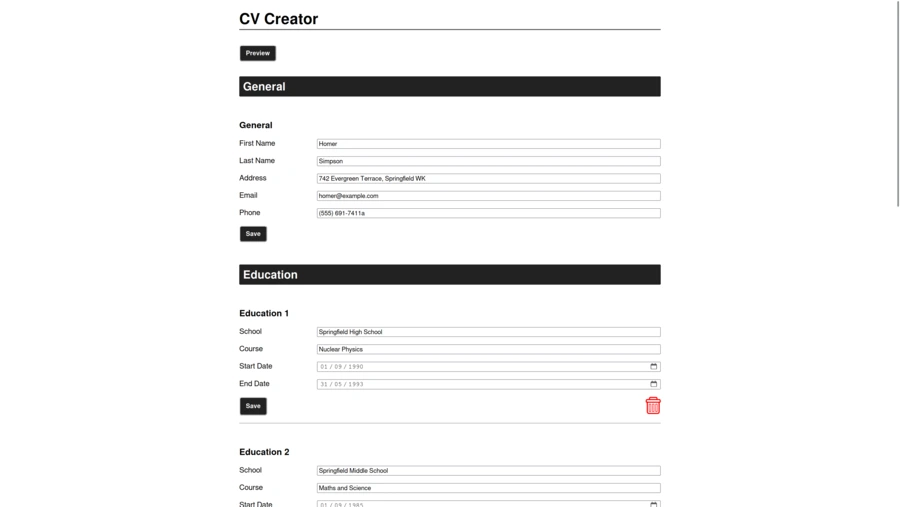 CV Creator
Preview
General
General
First Name Homer
Last Name Simpson
Address 742 Evergreen Terrace, Springfield WK
Email homer@example.com
Phone (555) 691-7411a
Save
Education
Education 1
School Springfield High School
Course Nuclear Physics
Start Date 01 / 09 / 1990
End Date 31 / 05 / 1993
Save
Education 2
School Springfield Middle School
Course Maths and Science
Start Date 01 / 09 / 1985